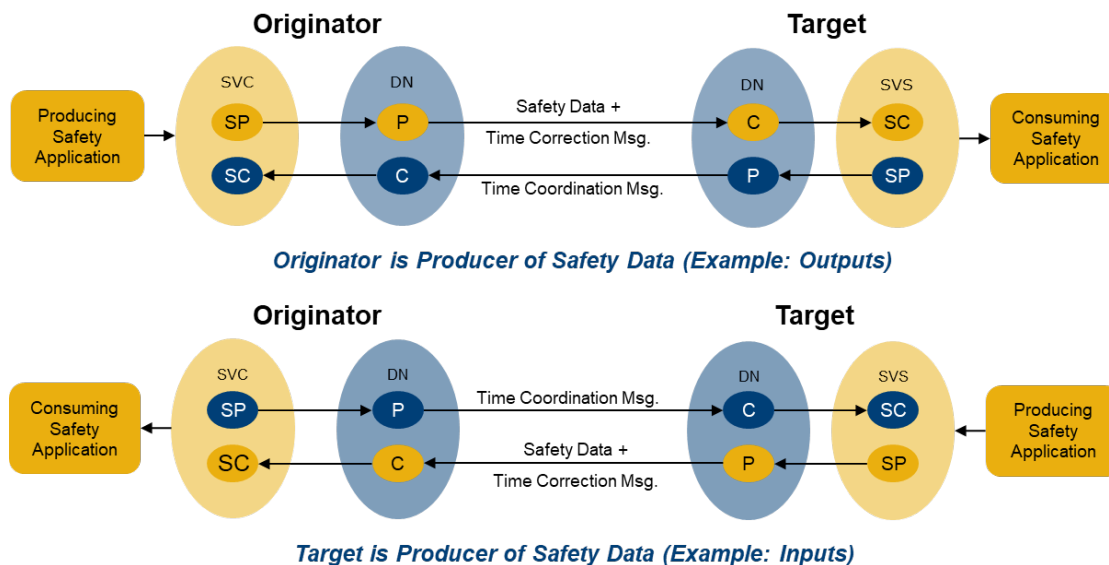 Originator
Target
SVC
DN
DN
SVS
Producing
Safety
Application
SP
P
Safety Data +
Time Correction Msg.
C
SC
Consuming
Safety
Application
SC
C
Time Coordination Msg.
P
SP
Originator is Producer of Safety Data (Example: Outputs)
Originator
Target
SVC
DN
DN
SVS
Consuming
Safety
Application
SP
P
Time Coordination Msg.
C
SC
Producing
Safety
Application
SC
C
Safety Data +
Time Correction Msg.
P
SP
Target is Producer of Safety Data (Example: Inputs)